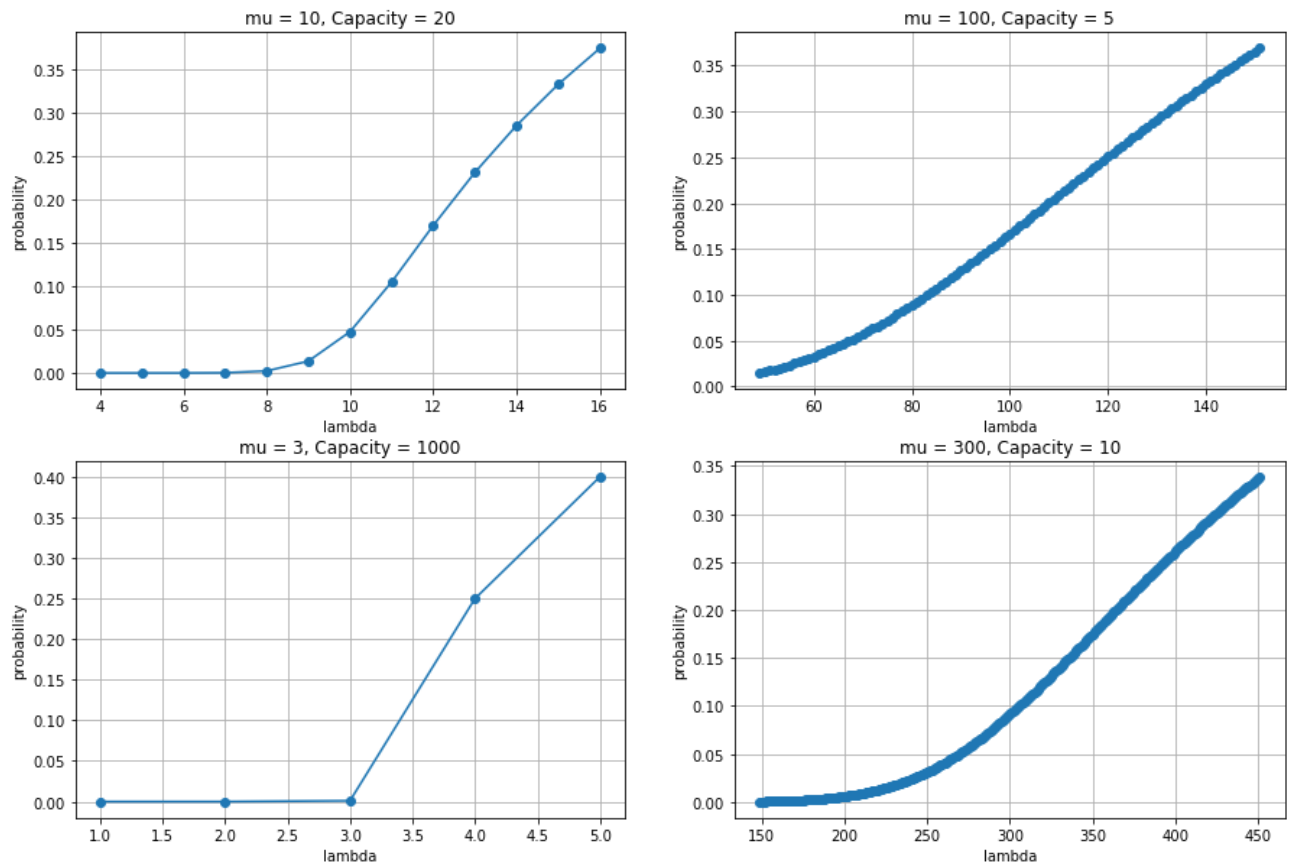 mu = 10, Capacity = 20
probability
0.35
0.30
0.25
0.20
0.15
0.10
0.05
0.00
4 6 8 10 12 14 16
lambda
mu = 100, Capacity = 5
probability
0.35
0.30
0.25
0.20
0.15
0.10
0.05
0.00
60 80 100 120 140
lambda
mu = 3, Capacity = 1000
probability
0.40
0.35
0.30
0.25
0.20
0.15
0.10
0.05
0.00
1.0 1.5 2.0 2.5 3.0 3.5 4.0 4.5 5.0
lambda
mu = 300, Capacity = 10
probability
0.35
0.30
0.25
0.20
0.15
0.10
0.05
0.00
150 200 250 300 350 400 450
lambda